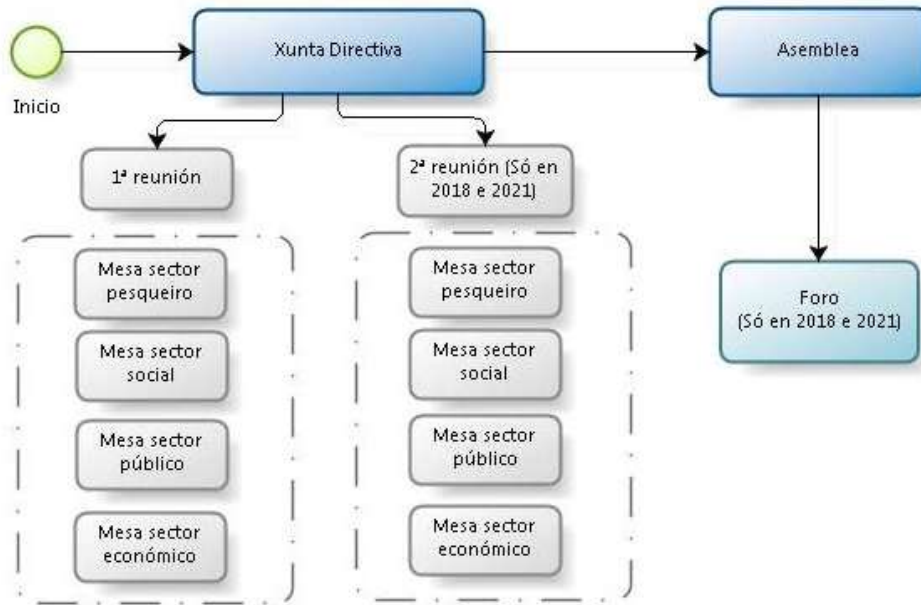 Inicio
Xunta Directiva
Asemblea
1ª reunión
2ª reunión (Só en
2018 e 2021)
Mesa sector
pesqueiro
Mesa sector
social
Mesa sector
público
Mesa sector
económico
Mesa sector
pesqueiro
Mesa sector
social
Mesa sector
público
Mesa sector
económico
Foro
(Só en 2018 e 2021)